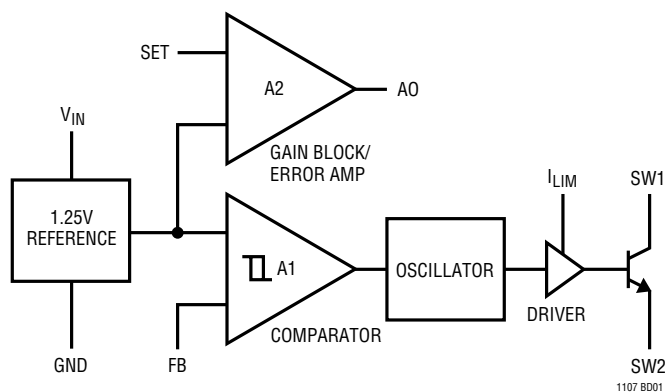 SET
A2
AO
V_IN
GAIN BLOCK/
ERROR AMP
I_LIM
SW1
1.25V
REFERENCE
A1
OSCILLATOR
DRIVER
COMPARATOR
GND
FB
SW2
1107 BD01